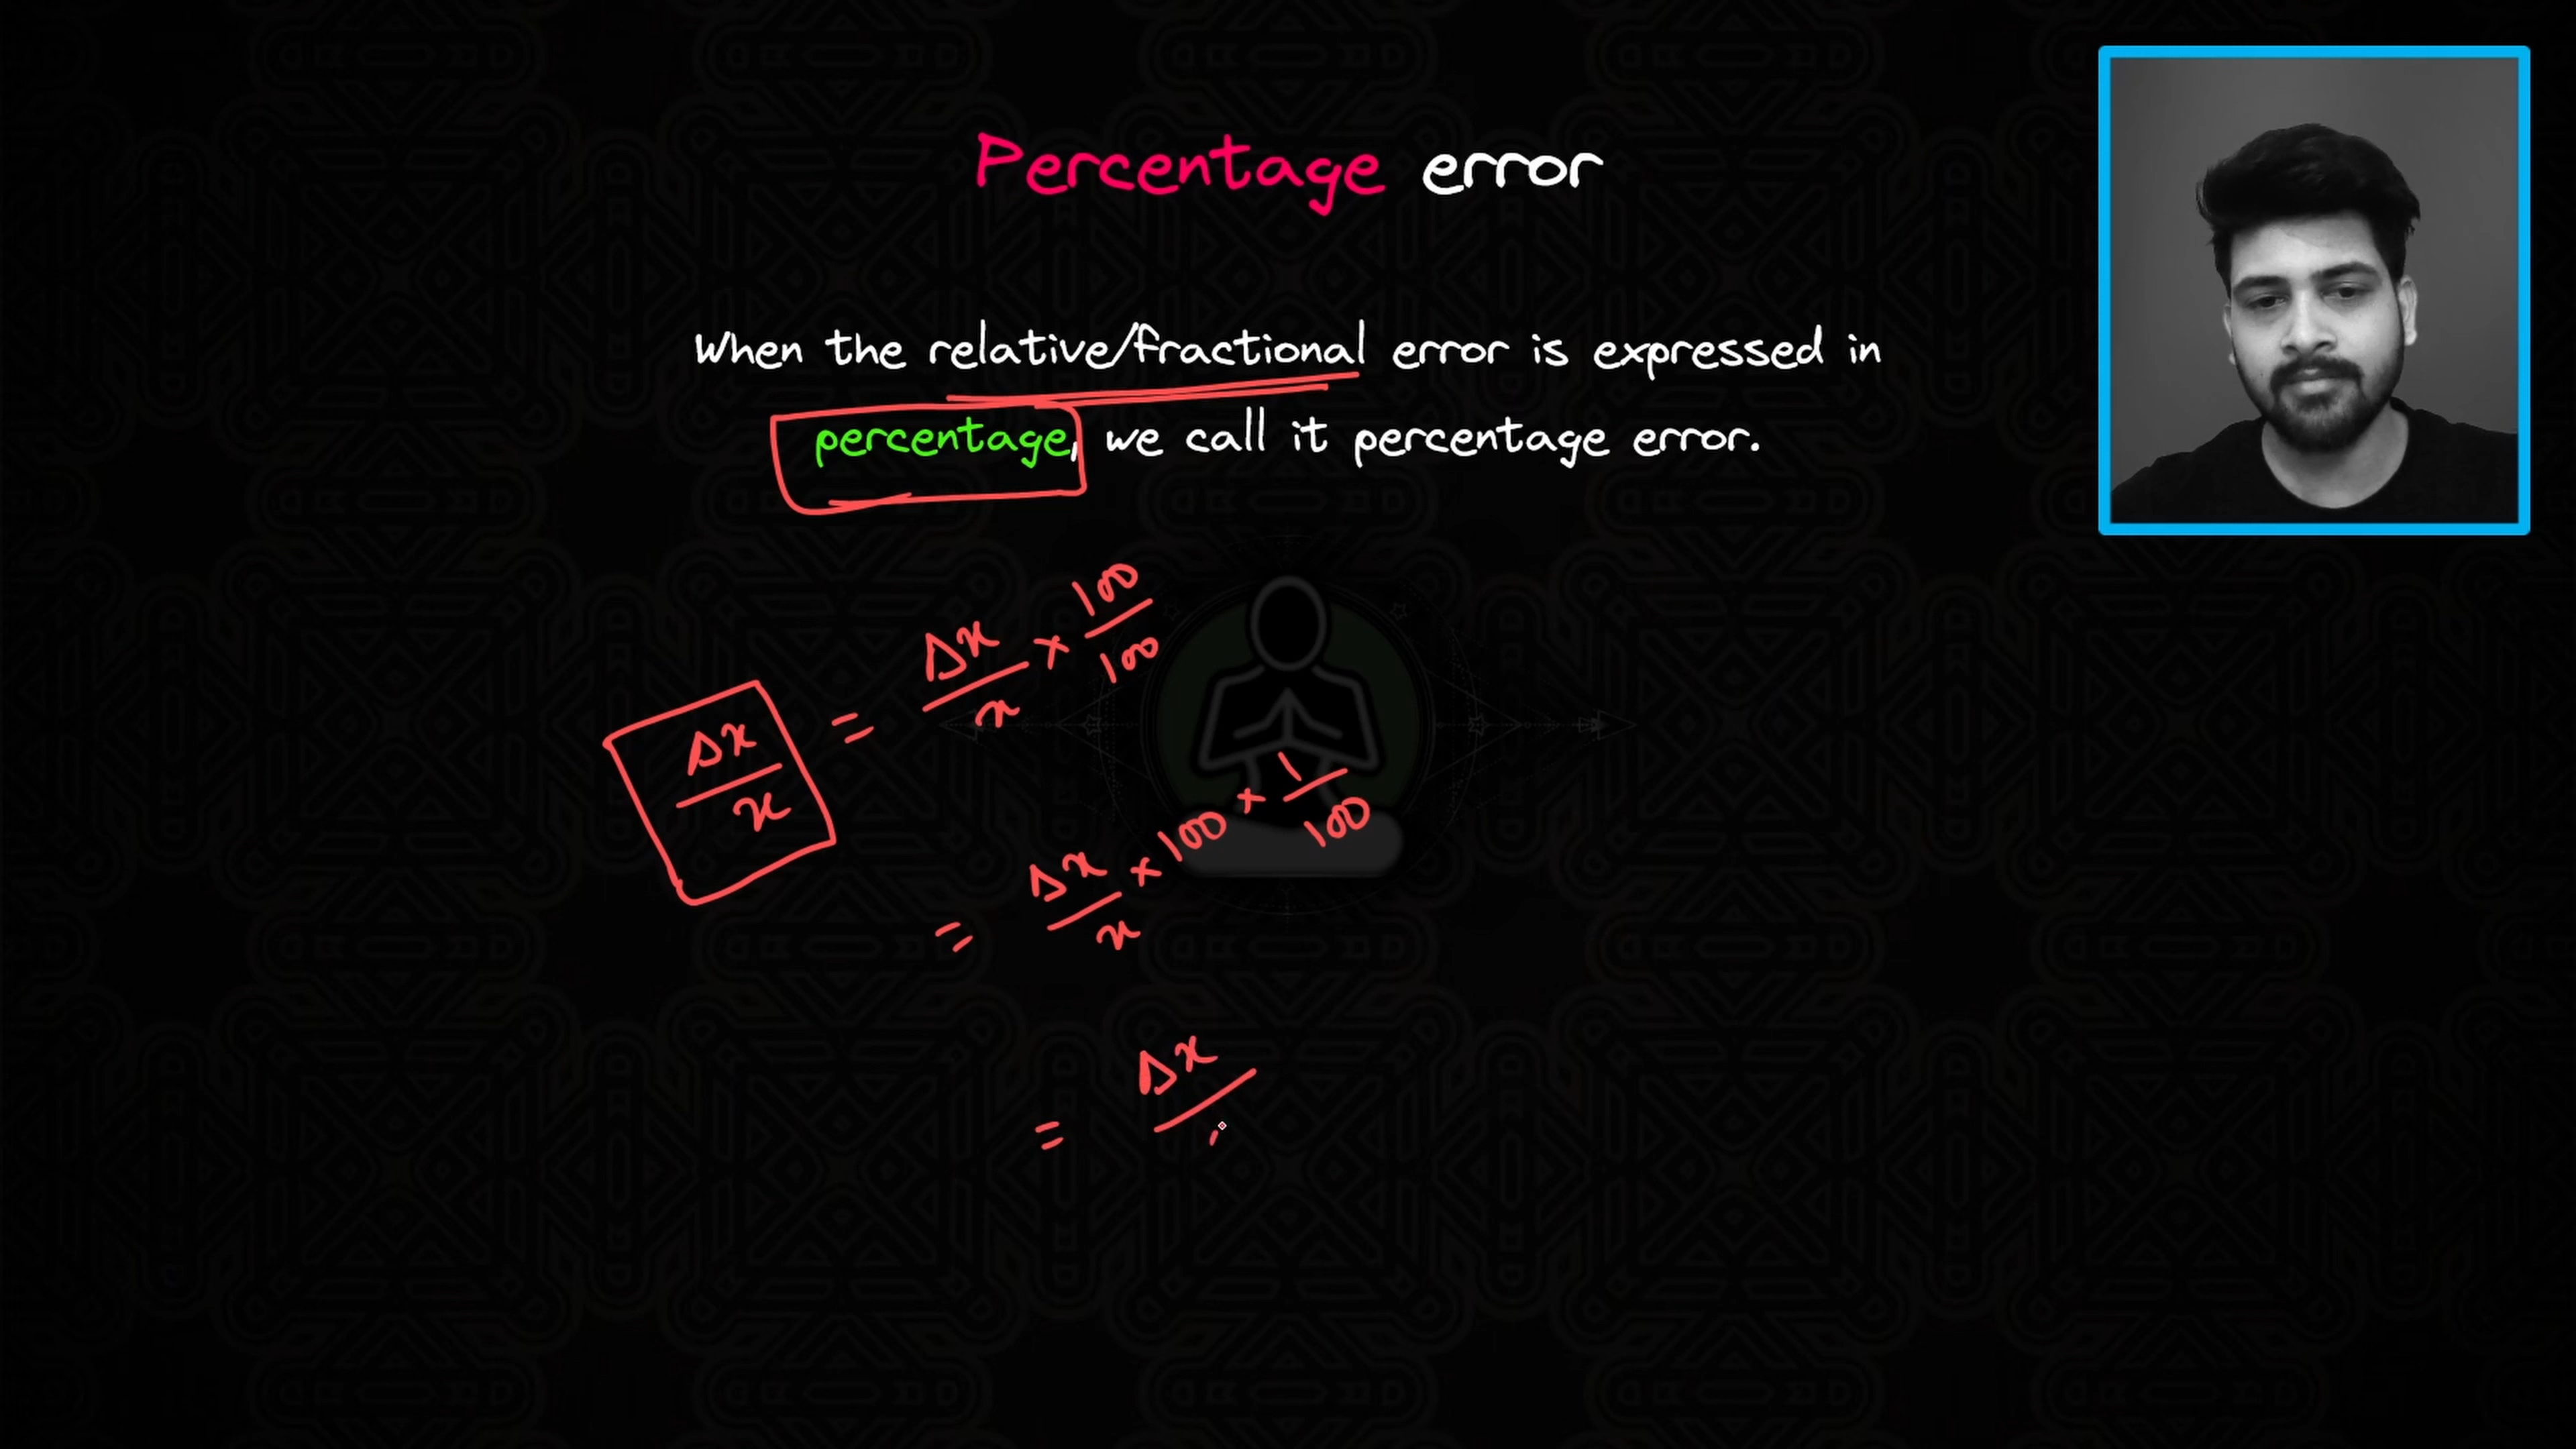 Percentage error
When the relative/fractional error is expressed in
percentage, we call it percentage error.
Δx/x = Δx/x × 100/100
= Δx/x × 100 × 1/100
= Δx/